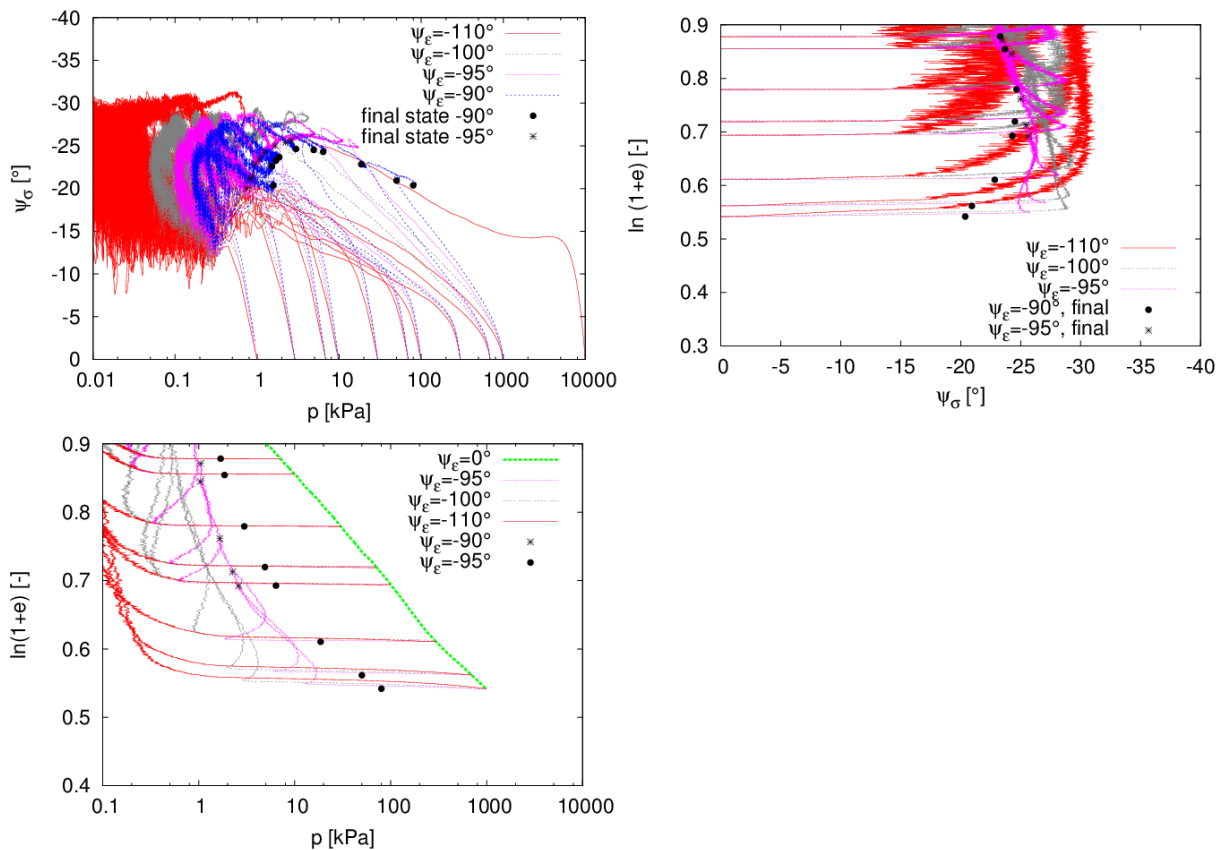 -40
-35
-30
-25
-20
-15
-10
-5
0
ψσ [°]
0.01 0.1 1 10 100 1000 10000
p [kPa]
ψε=-110°
ψε=-100°
ψε=-95°
ψε=-90°
final state -90°
final state -95°
0.9
0.8
0.7
0.6
0.5
0.4
0.3
ln (1+e) [-]
0 -5 -10 -15 -20 -25 -30 -35 -40
ψσ [°]
ψε=-110°
ψε=-100°
ψε=-95°
ψε=-90°, final
ψε=-95°, final
0.9
0.8
0.7
0.6
0.5
0.4
ln(1+e) [-]
0.1 1 10 100 1000 10000
p [kPa]
ψε=0°
ψε=-95°
ψε=-100°
ψε=-110°
ψε=-90°
ψε=-95°